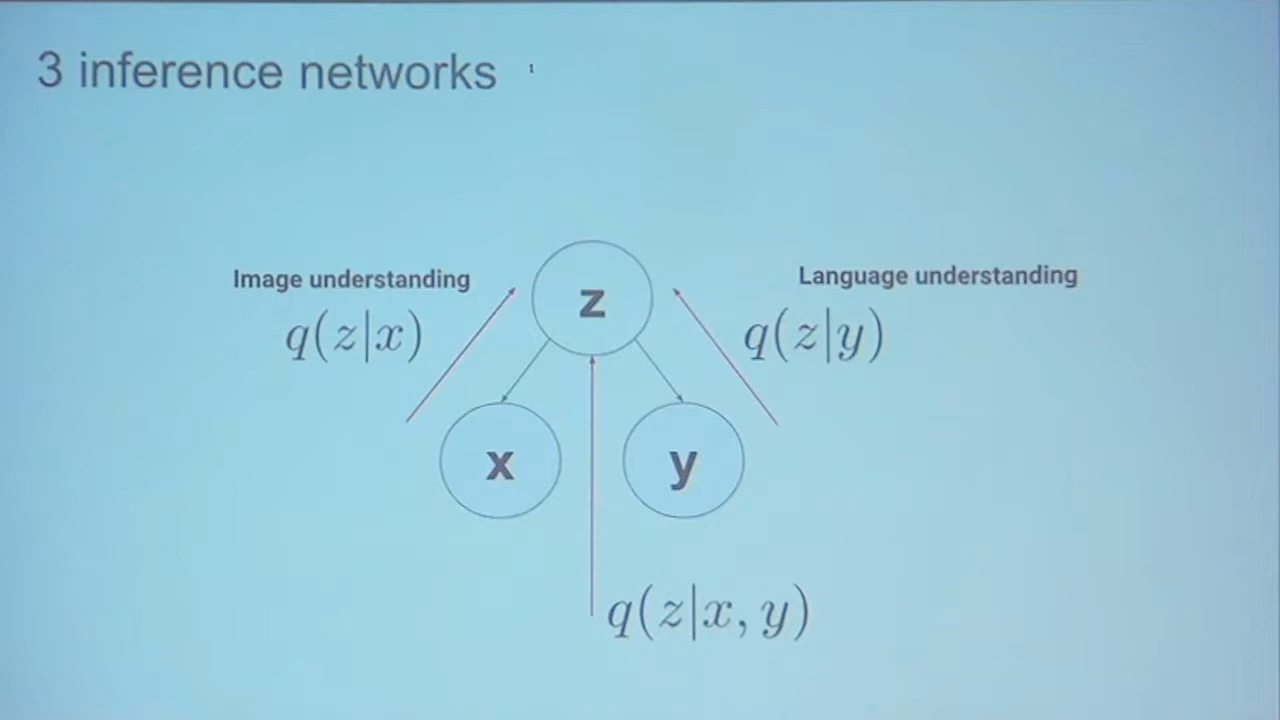 3 inference networks
Image understanding
q(z|x)
Language understanding
q(z|y)
z
x
y
q(z|x, y)